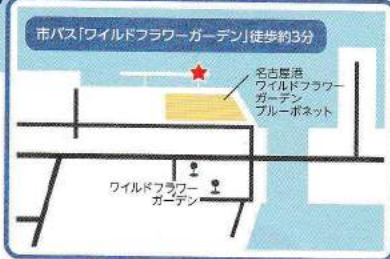 市バス「ワイルドフラワーガーデン」徒歩約3分
名古屋港
ワイルドフラワー
ガーデン
ブルーボネット
ワイルドフラワー
ガーデン